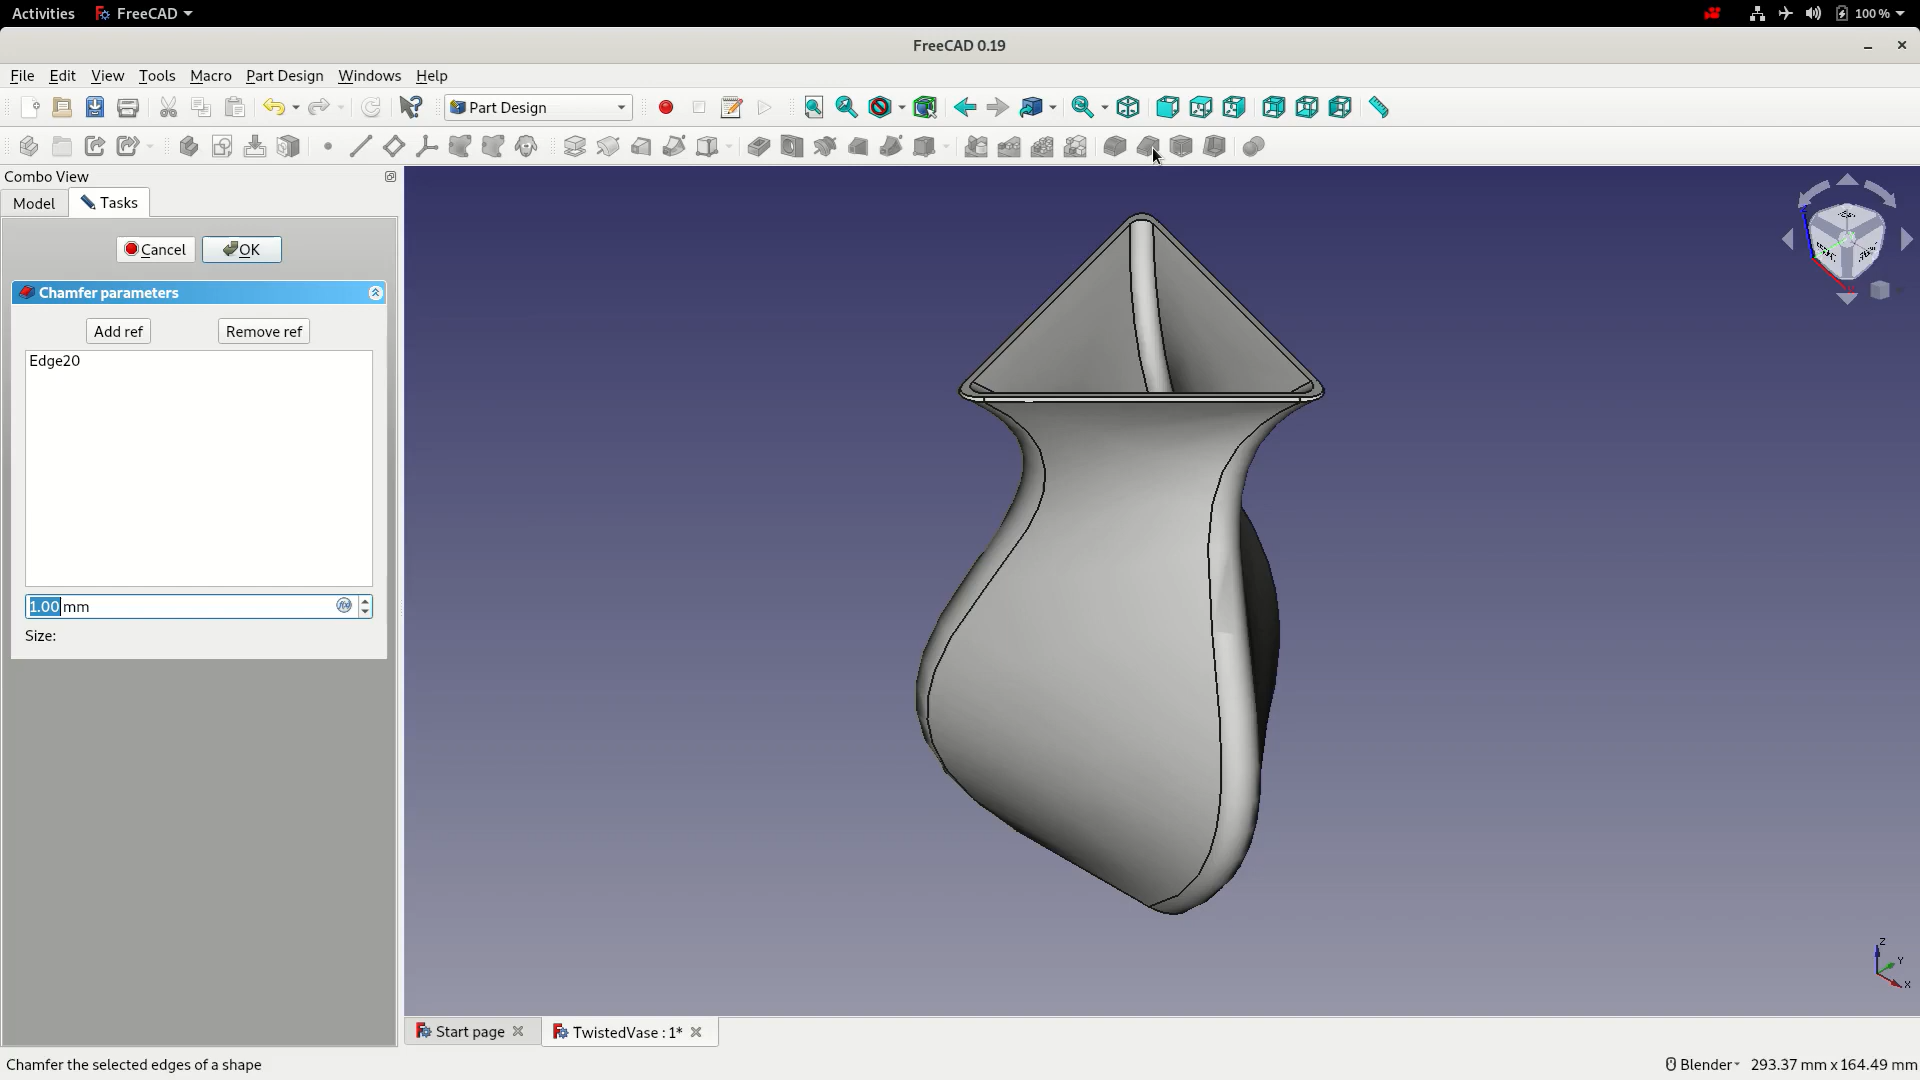 Activities FreeCAD 100 %
FreeCAD 0.19
File Edit View Tools Macro Part Design Windows Help
Part Design
Combo View
Model Tasks
Cancel OK
Chamfer parameters
Add ref Remove ref
Edge20
1.00 mm
Size:
Z
Y
X
Start page TwistedVase : 1*
Chamfer the selected edges of a shape Blender 293.37 mm x 164.49 mm